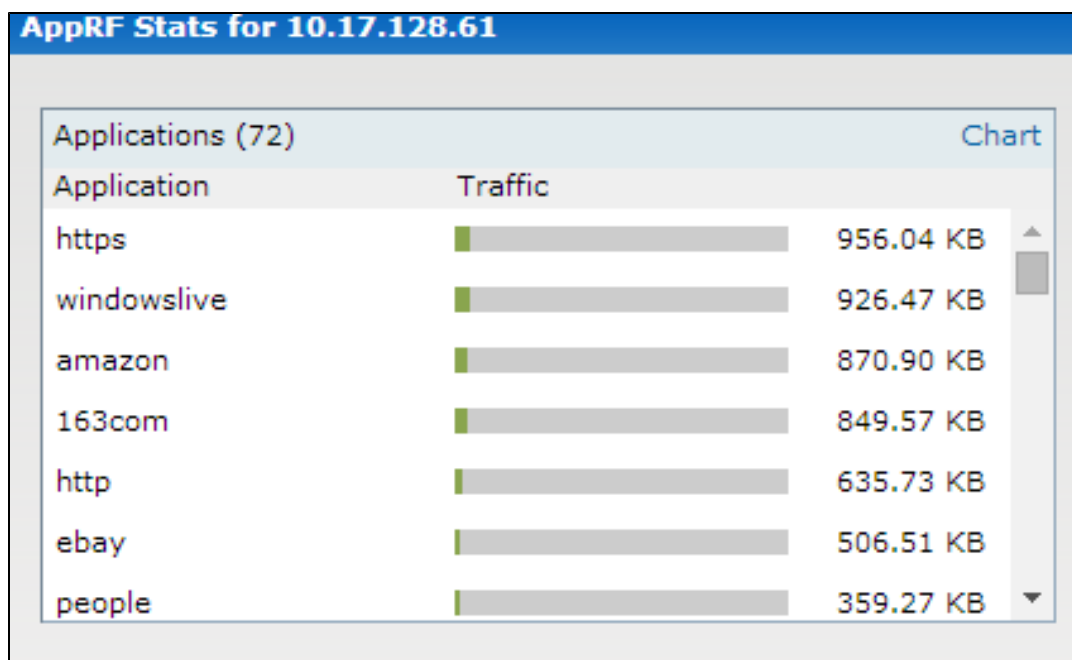 AppRF Stats for 10.17.128.61
Applications (72) Chart
Application Traffic
https 956.04 KB
windowslive 926.47 KB
amazon 870.90 KB
163com 849.57 KB
http 635.73 KB
ebay 506.51 KB
people 359.27 KB